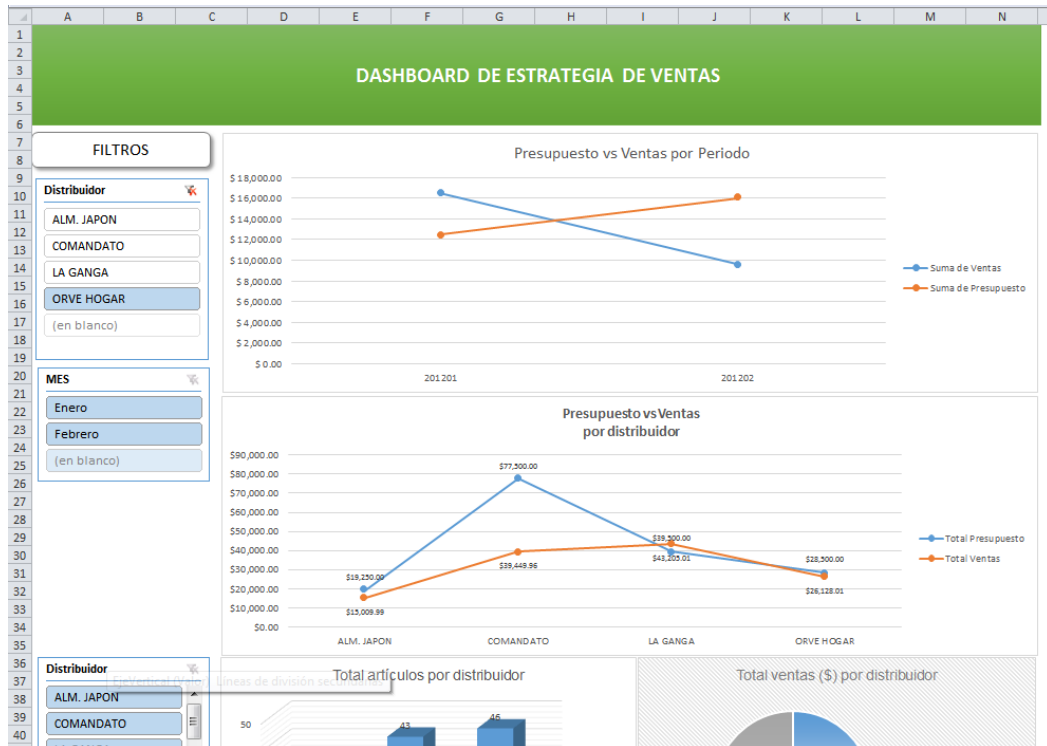 A B C D E F G H I J K L M N
1
2
3
4
5
6
7
8
9
10
11
12
13
14
15
16
17
18
19
20
21
22
23
24
25
26
27
28
29
30
31
32
33
34
35
36
37
38
39
40
DASHBOARD DE ESTRATEGIA DE VENTAS
FILTROS
Distribuidor
ALM. JAPON
COMANDATO
LA GANGA
ORVE HOGAR
(en blanco)
MES
Enero
Febrero
(en blanco)
Presupuesto vs Ventas por Periodo
$ 18,000.00
$ 16,000.00
$ 14,000.00
$ 12,000.00
$ 10,000.00
$ 8,000.00
$ 6,000.00
$ 4,000.00
$ 2,000.00
$ 0.00
201201 201202
Suma de Ventas
Suma de Presupuesto
Presupuesto vs Ventas
por distribuidor
$90,000.00
$80,000.00
$70,000.00
$60,000.00
$50,000.00
$40,000.00
$30,000.00
$20,000.00
$10,000.00
$0.00
$77,500.00
$39,500.00
$28,500.00
$19,250.00
$39,449.96
$43,205.01
$26,128.01
$15,009.99
ALM. JAPON COMANDATO LA GANGA ORVE HOGAR
Total Presupuesto
Total Ventas
Distribuidor
ALM. JAPON
COMANDATO
Total artículos por distribuidor
50
43
46
Total ventas ($) por distribuidor